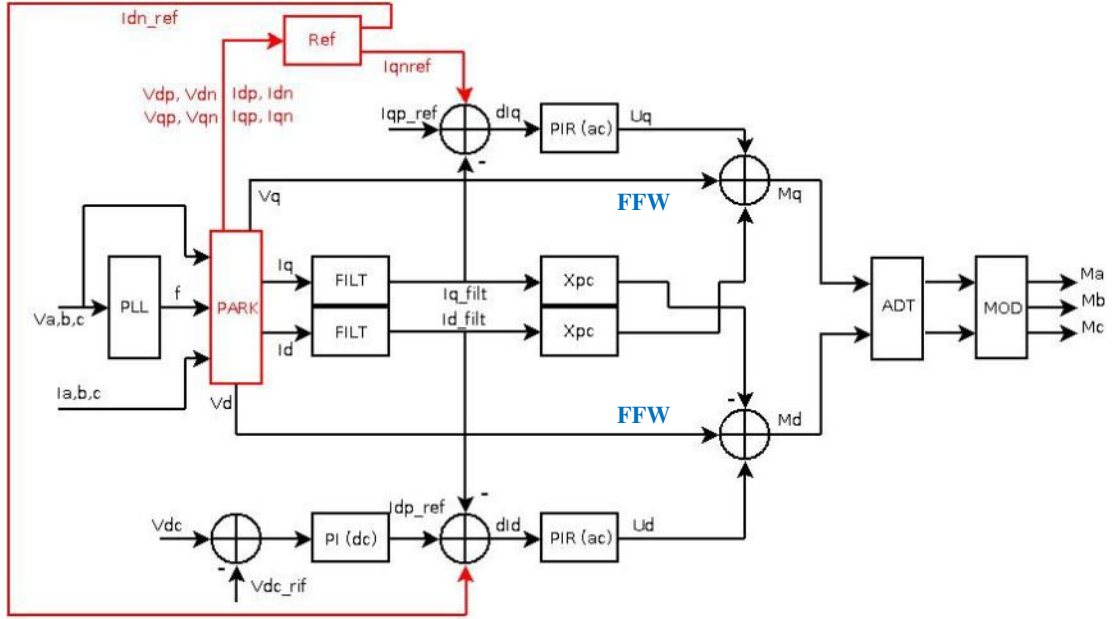 Idn_ref
Ref
Iqnref
Vdp, Vdn
Idp, Idn
Vqp, Vqn
Iqp, Iqn
Iqp_ref
dIq
PIR (ac)
Uq
-
Vq
FFW
Mq
PLL
f
PARK
Iq
FILT
Iq_filt
Xpc
Va,b,c
Id
FILT
Id_filt
Xpc
ADT
MOD
Ma
Mb
Mc
Ia,b,c
Vd
FFW
-
Md
-
Vdc
PI (dc)
Idp_ref
dId
PIR (ac)
Ud
-
Vdc_rif